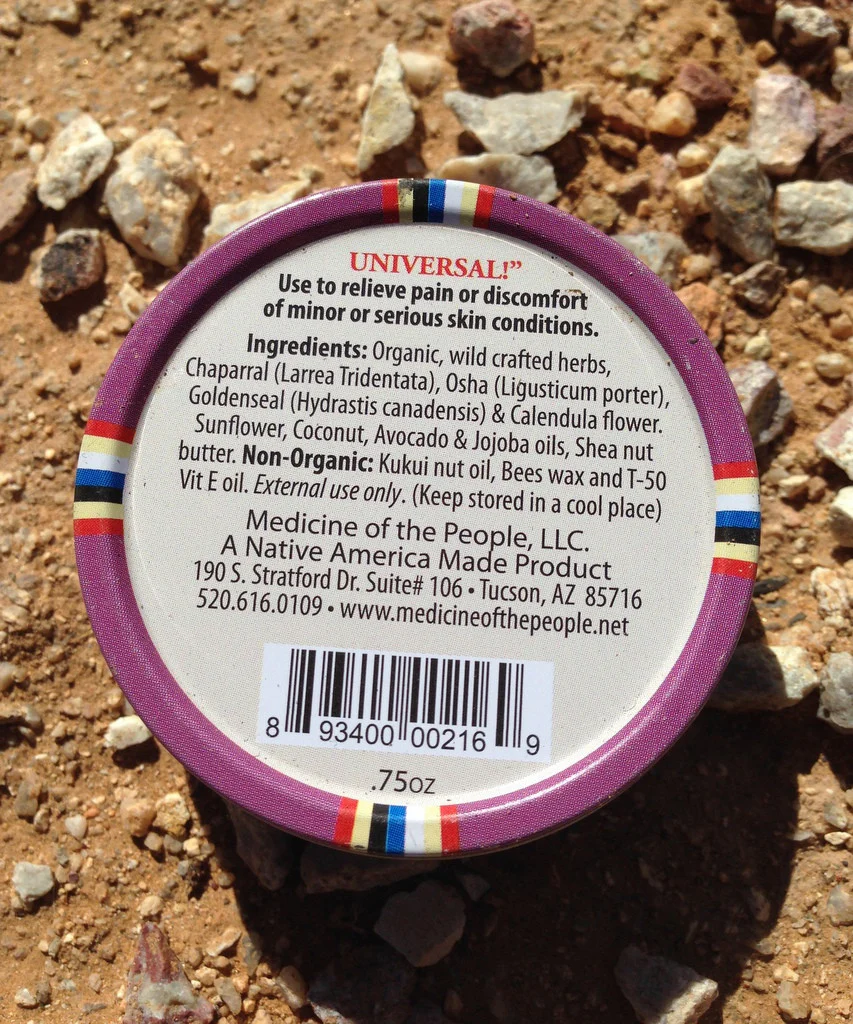 UNIVERSAL!”
Use to relieve pain or discomfort
of minor or serious skin conditions.
Ingredients: Organic, wild crafted herbs,
Chaparral (Larrea Tridentata), Osha (Ligusticum porter),
Goldenseal (Hydrastis canadensis) & Calendula flower.
Sunflower, Coconut, Avocado & Jojoba oils, Shea nut
butter. Non-Organic: Kukui nut oil, Bees wax and T-50
Vit E oil. External use only. (Keep stored in a cool place)
Medicine of the People, LLC.
A Native America Made Product
190 S. Stratford Dr. Suite# 106 • Tucson, AZ 85716
520.616.0109 • www.medicineofthepeople.net
8 93400 00216 9
.75oz